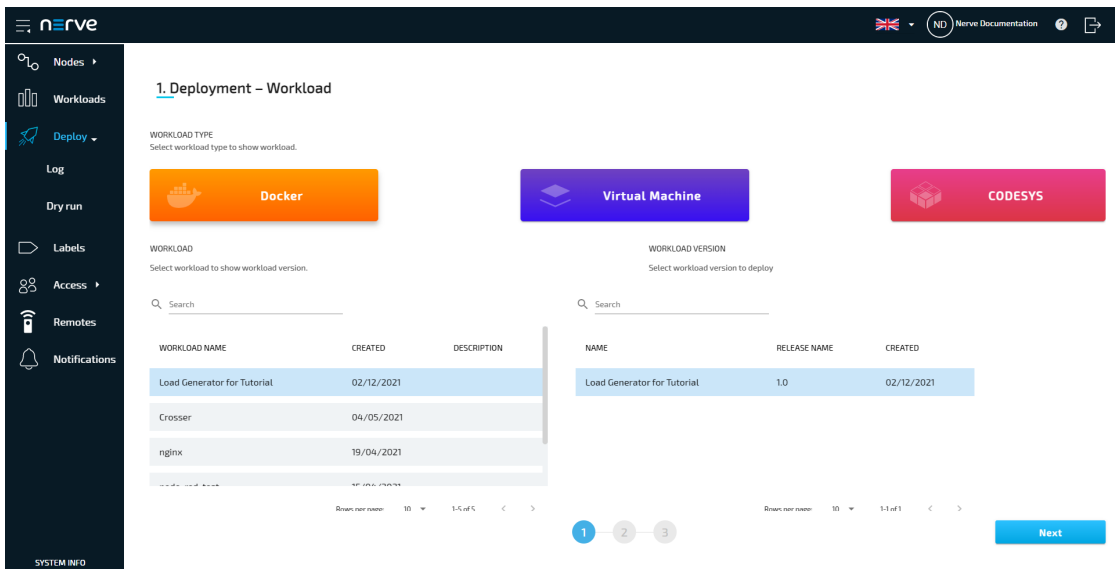 nerve
ND Nerve Documentation
Nodes
Workloads
Deploy
Log
Dry run
Labels
Access
Remotes
Notifications
SYSTEM INFO
1. Deployment – Workload
WORKLOAD TYPE
Select workload type to show workload.
Docker
Virtual Machine
CODESYS
WORKLOAD
Select workload to show workload version.
Search
WORKLOAD NAME CREATED DESCRIPTION
Load Generator for Tutorial 02/12/2021
Crosser 04/05/2021
nginx 19/04/2021
Rows per page: 10 1-5 of 5
WORKLOAD VERSION
Select workload version to deploy
Search
NAME RELEASE NAME CREATED
Load Generator for Tutorial 1.0 02/12/2021
Rows per page: 10 1-1 of 1
1 2 3
Next